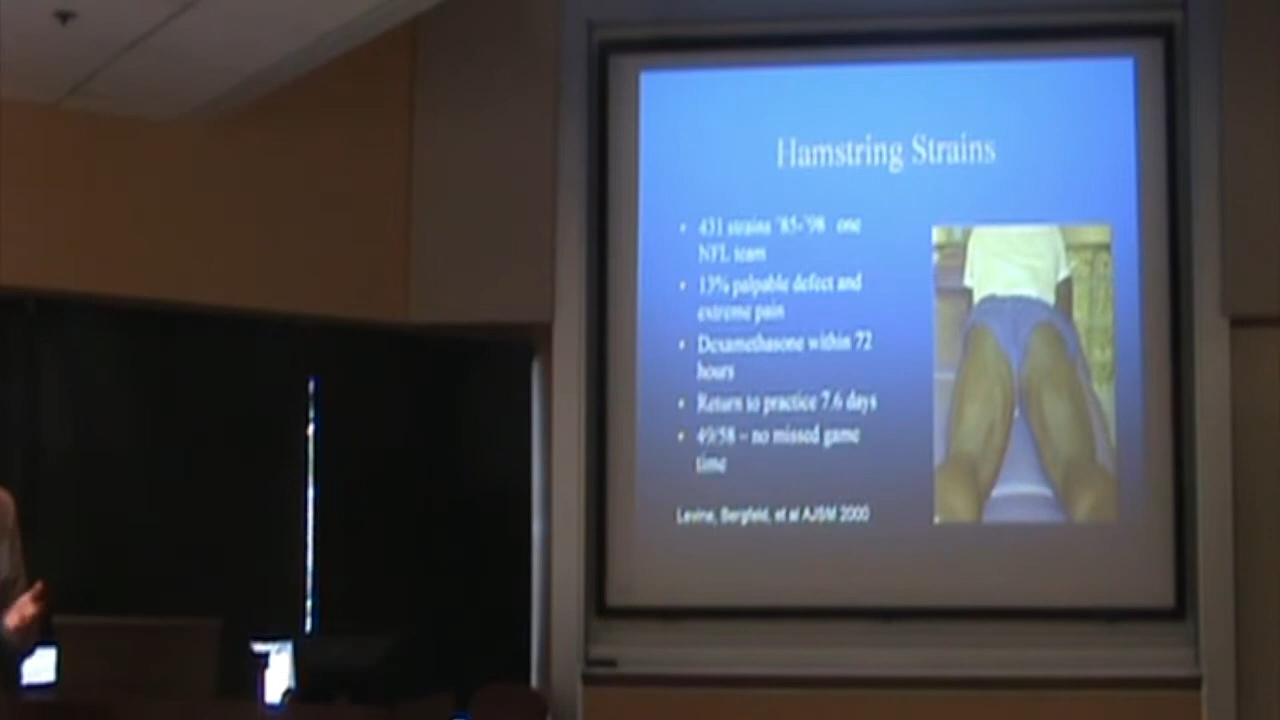 Hamstring Strains
• 431 strains '85-'98 one
NFL team
• 13% palpable defect and
extreme pain
• Dexamethasone within 72
hours
• Return to practice 7.6 days
• 49/58 – no missed game
time
Levine, Bergfeld, et al AJSM 2000